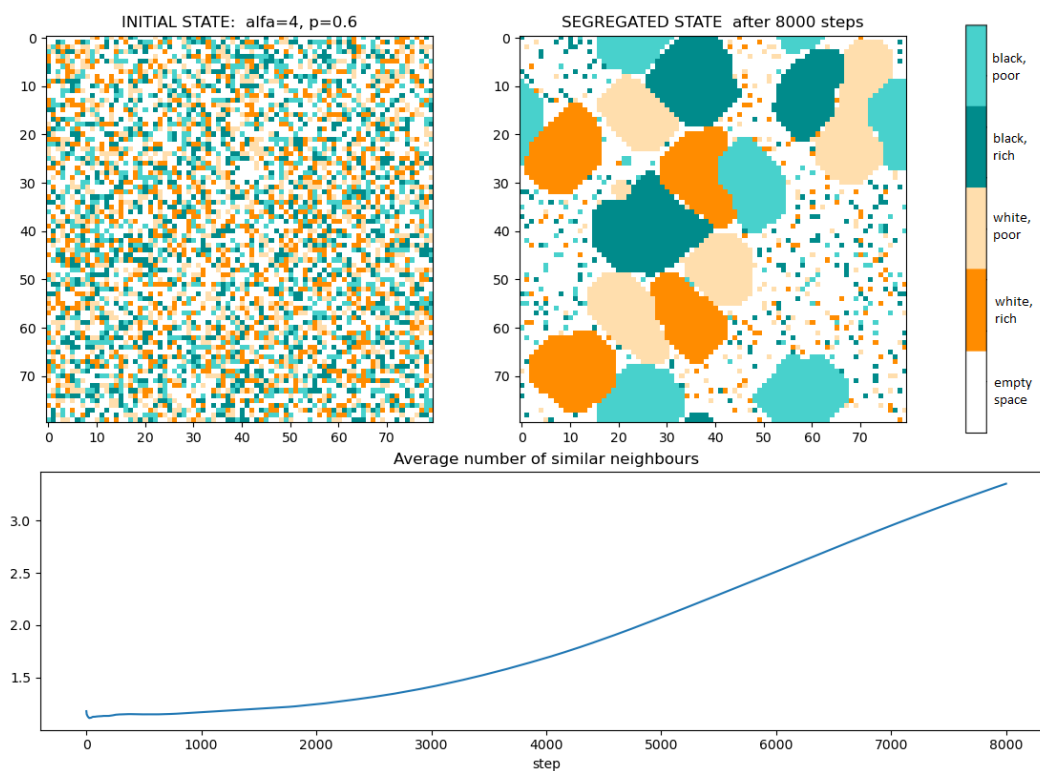 INITIAL STATE:  alfa=4, p=0.6
0
10
20
30
40
50
60
70
0 10 20 30 40 50 60 70
SEGREGATED STATE  after 8000 steps
0
10
20
30
40
50
60
70
0 10 20 30 40 50 60 70
black,
poor
black,
rich
white,
poor
white,
rich
empty
space
Average number of similar neighbours
3.0
2.5
2.0
1.5
0 1000 2000 3000 4000 5000 6000 7000 8000
step